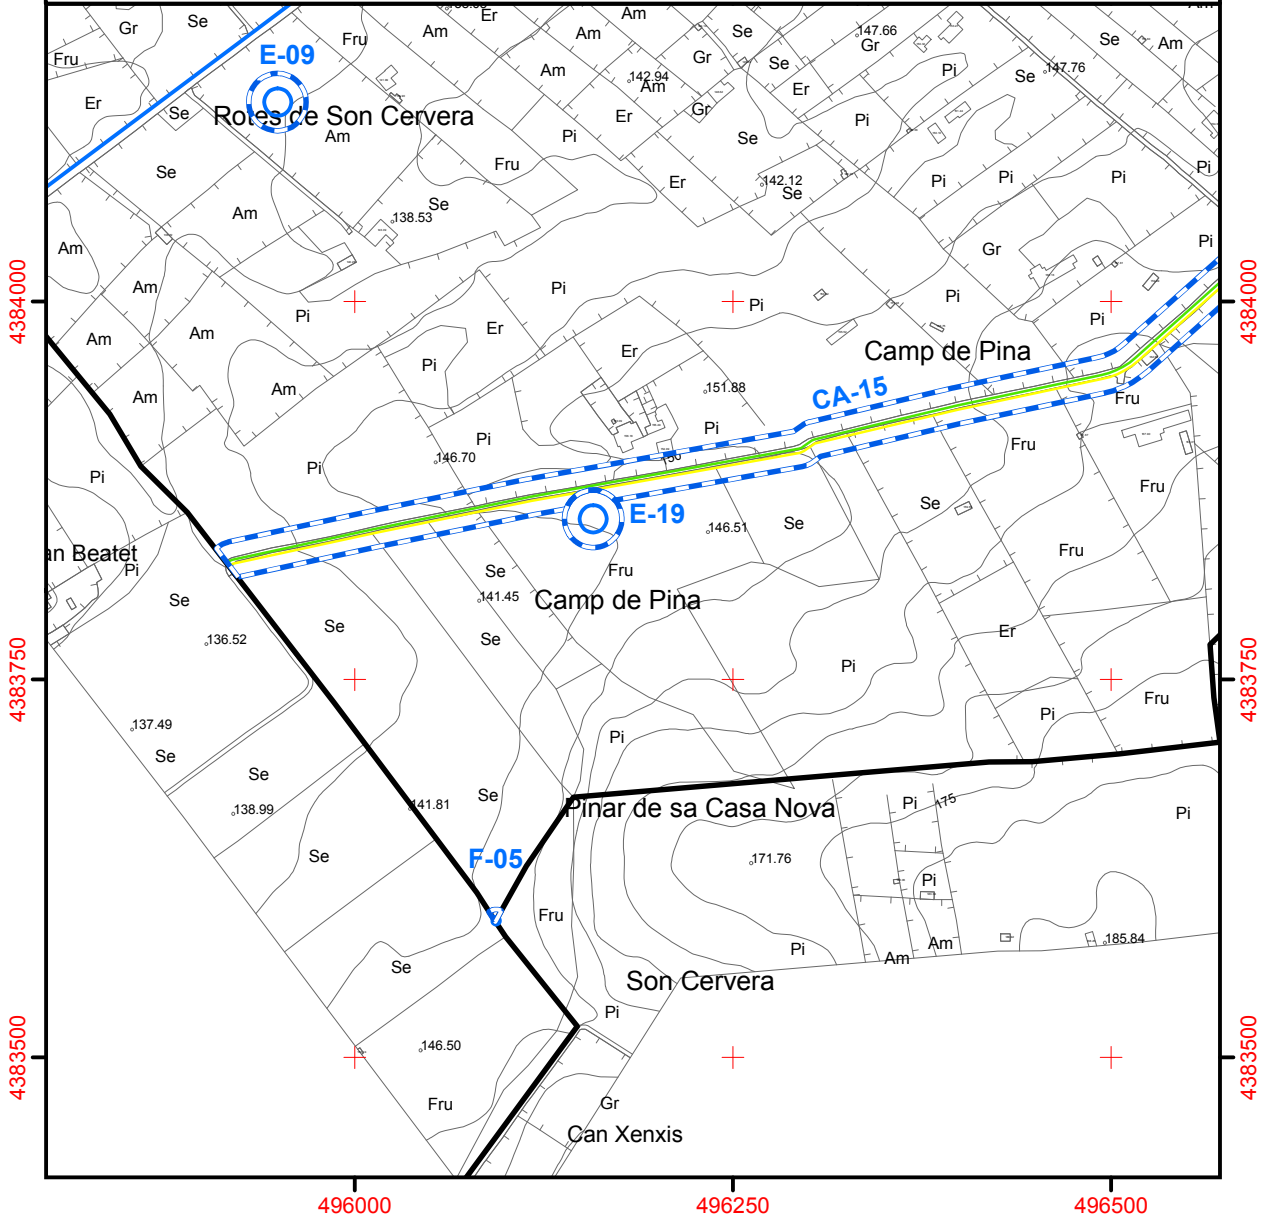 Gr
Se
Er
Am
Am
Am
Se
147.66
Gr
Se
Am
Fru
E-09
Fru
Gr
Se
Am
142.94
Am
Pi
Se
147.76
Er
Se
Rotes de Son Cervera
Er
Gr
Er
Am
Pi
Se
Pi
Se
Fru
Er
142.12
Se
Pi
Pi
Pi
Pi
Am
Se
138.53
Am
Gr
Pi
Am
Pi
Pi
Pi
4384000
4384000
Pi
Er
Pi
Am
Am
Er
Camp de Pina
Pi
Am
Am
151.88
CA-15
Fru
Pi
Pi
Fru
Pi
Pi
146.70
Fru
E-19
Se
Se
146.51
an Beatet
Pi
Se
Fru
Fru
Se
141.45
Camp de Pina
Se
Er
136.52
Se
Pi
4383750
4383750
137.49
Pi
Fru
Pi
Se
Se
Se
Pinar de sa Casa Nova
Pi
175
Pi
138.99
141.81
F-05
Se
171.76
Pi
Fru
Pi
Am
Am
185.84
Se
Son Cervera
Pi
146.50
4383500
4383500
Fru
Gr
Can Xenxis
496000
496250
496500